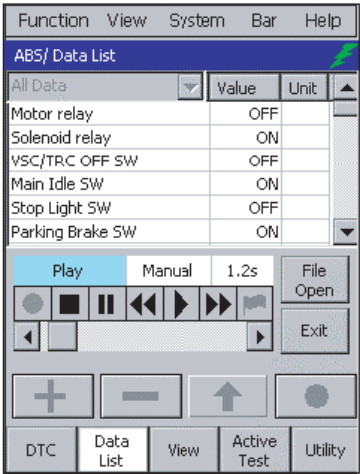 Function View System Bar Help
ABS/ Data List
All Data Value Unit
Motor relay OFF
Solenoid relay ON
VSC/TRC OFF SW OFF
Main Idle SW ON
Stop Light SW OFF
Parking Brake SW ON
Play Manual 1.2s File Open
Exit
DTC Data List View Active Test Utility